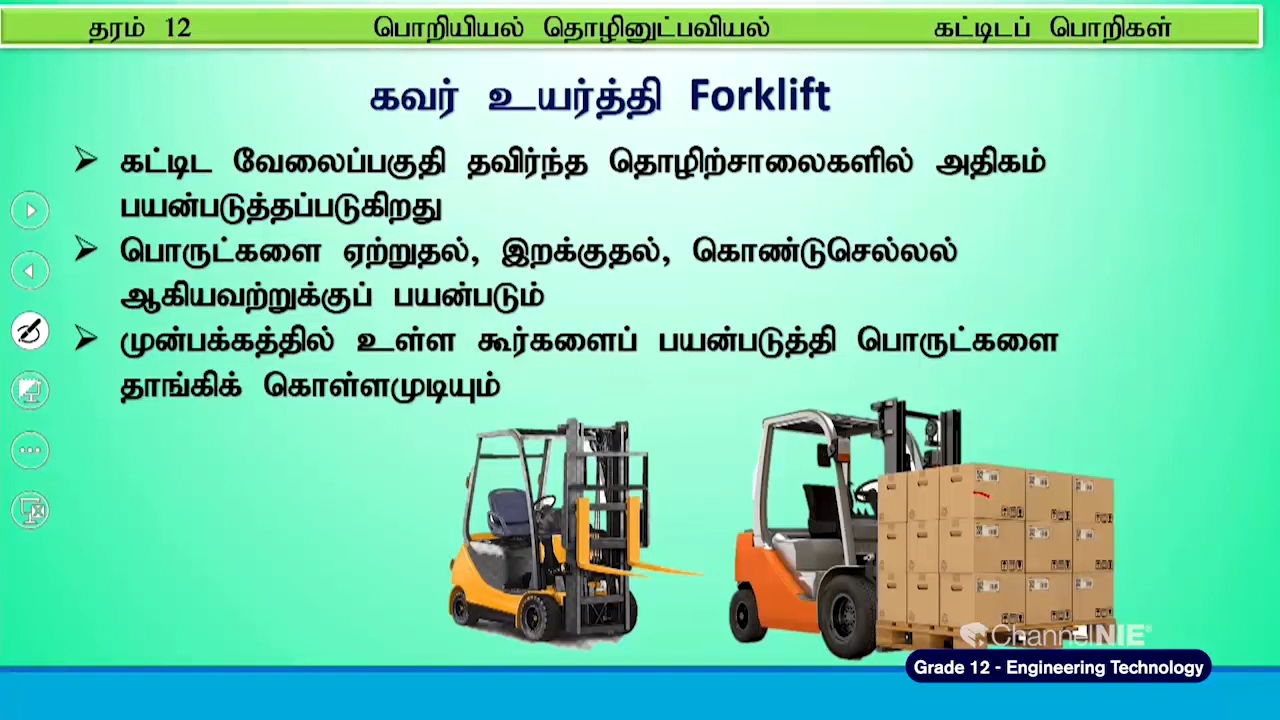 தரம் 12 பொறியியல் தொழினுட்பவியல் கட்டிடப் பொறிகள்
கவர் உயர்த்தி Forklift
கட்டிட வேலைப்பகுதி தவிர்ந்த தொழிற்சாலைகளில் அதிகம்
பயன்படுத்தப்படுகிறது
பொருட்களை ஏற்றுதல், இறக்குதல், கொண்டுசெல்லல்
ஆகியவற்றுக்குப் பயன்படும்
முன்பக்கத்தில் உள்ள கூர்களைப் பயன்படுத்தி பொருட்களை
தாங்கிக் கொள்ளமுடியும்
ChannelNIE®
Grade 12 - Engineering Technology